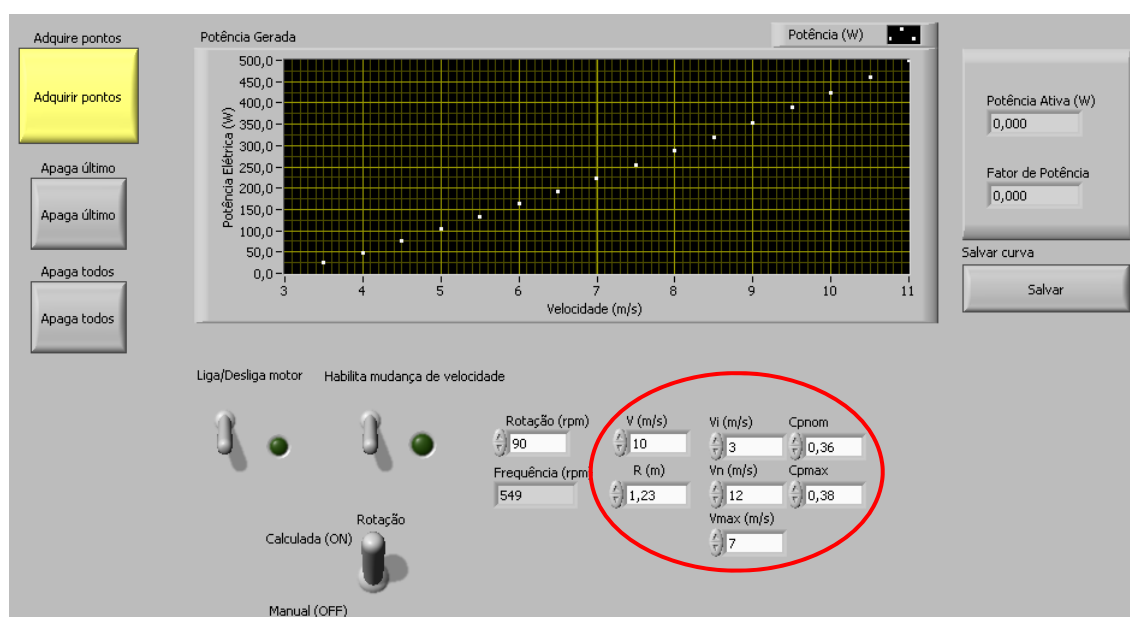 Adquire pontos
Adquirir pontos
Apaga último
Apaga último
Apaga todos
Apaga todos
Potência Gerada
Potência (W)
500,0
450,0
400,0
350,0
300,0
250,0
200,0
150,0
100,0
50,0
0,0
Potência Elétrica (W)
3 4 5 6 7 8 9 10 11
Velocidade (m/s)
Potência Ativa (W)
0,000
Fator de Potência
0,000
Salvar curva
Salvar
Liga/Desliga motor Habilita mudança de velocidade
Rotação (rpm) V (m/s) Vi (m/s) Cpnom
90 10 3 0,36
Frequência (rpm) R (m) Vn (m/s) Cpmax
549 1,23 12 0,38
Vmax (m/s)
7
Rotação
Calculada (ON)
Manual (OFF)